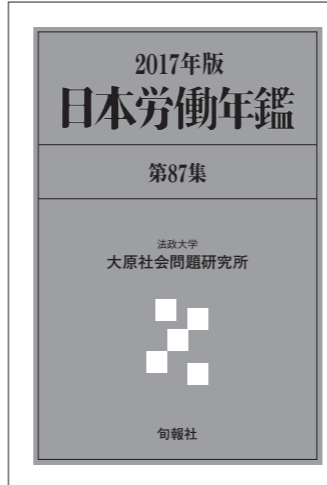 2017年版
日本労働年鑑
第87集
法政大学
大原社会問題研究所
旬報社